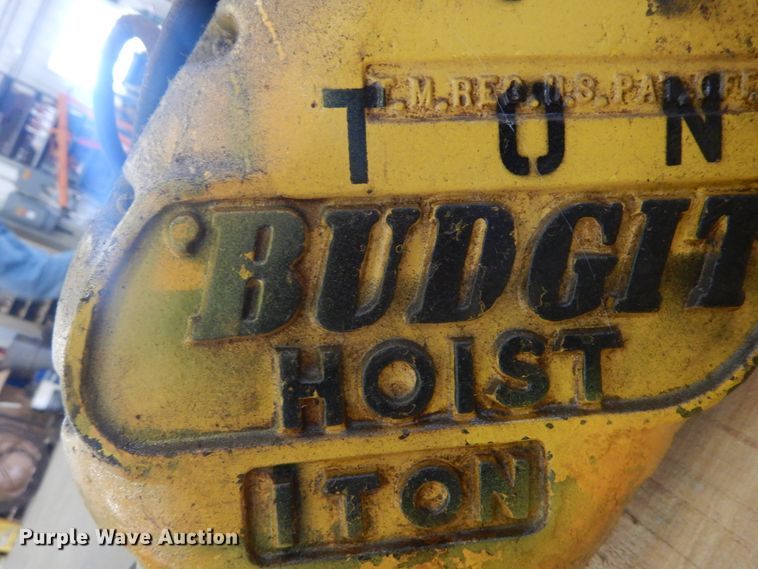 T.M.REG.U.S.PAT.OFF
TON
'BUDGIT
HOIST
1 TON
Purple Wave Auction